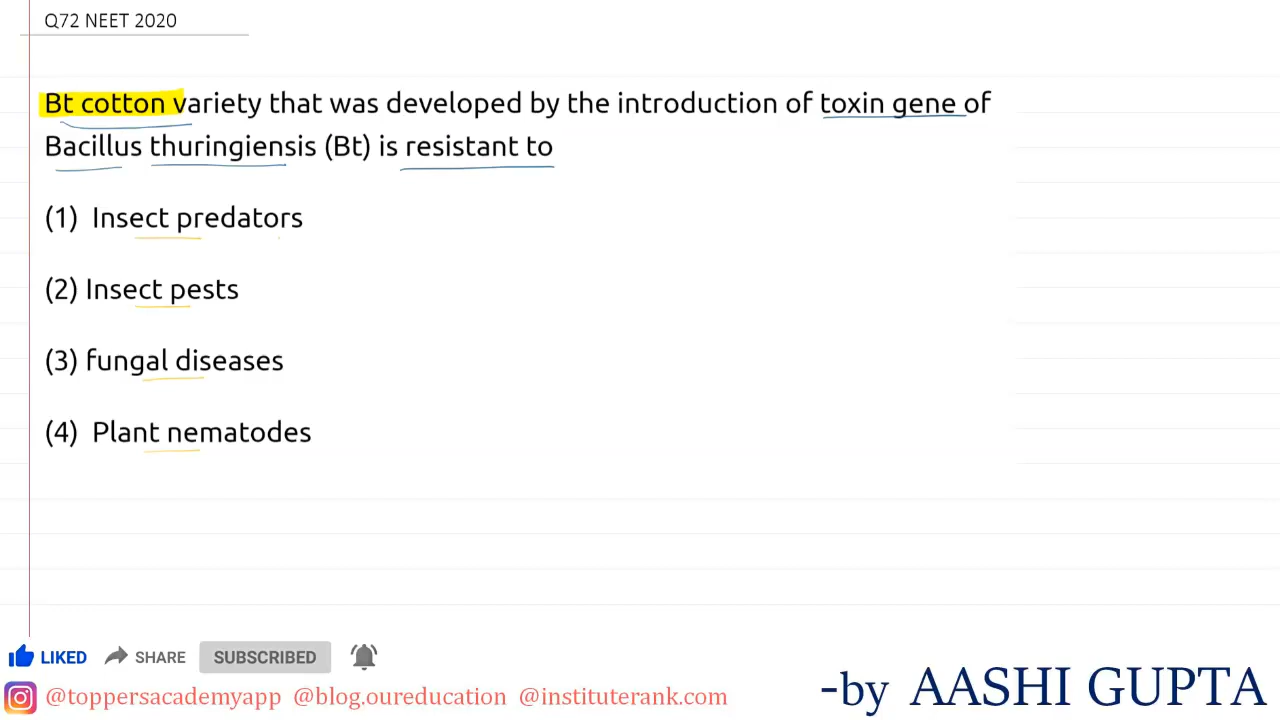 Q72 NEET 2020
Bt cotton variety that was developed by the introduction of toxin gene of
Bacillus thuringiensis (Bt) is resistant to
(1) Insect predators
(2) Insect pests
(3) fungal diseases
(4) Plant nematodes
LIKED SHARE SUBSCRIBED
@toppersacademyapp @blog.oureducation @instituterank.com
-by AASHI GUPTA